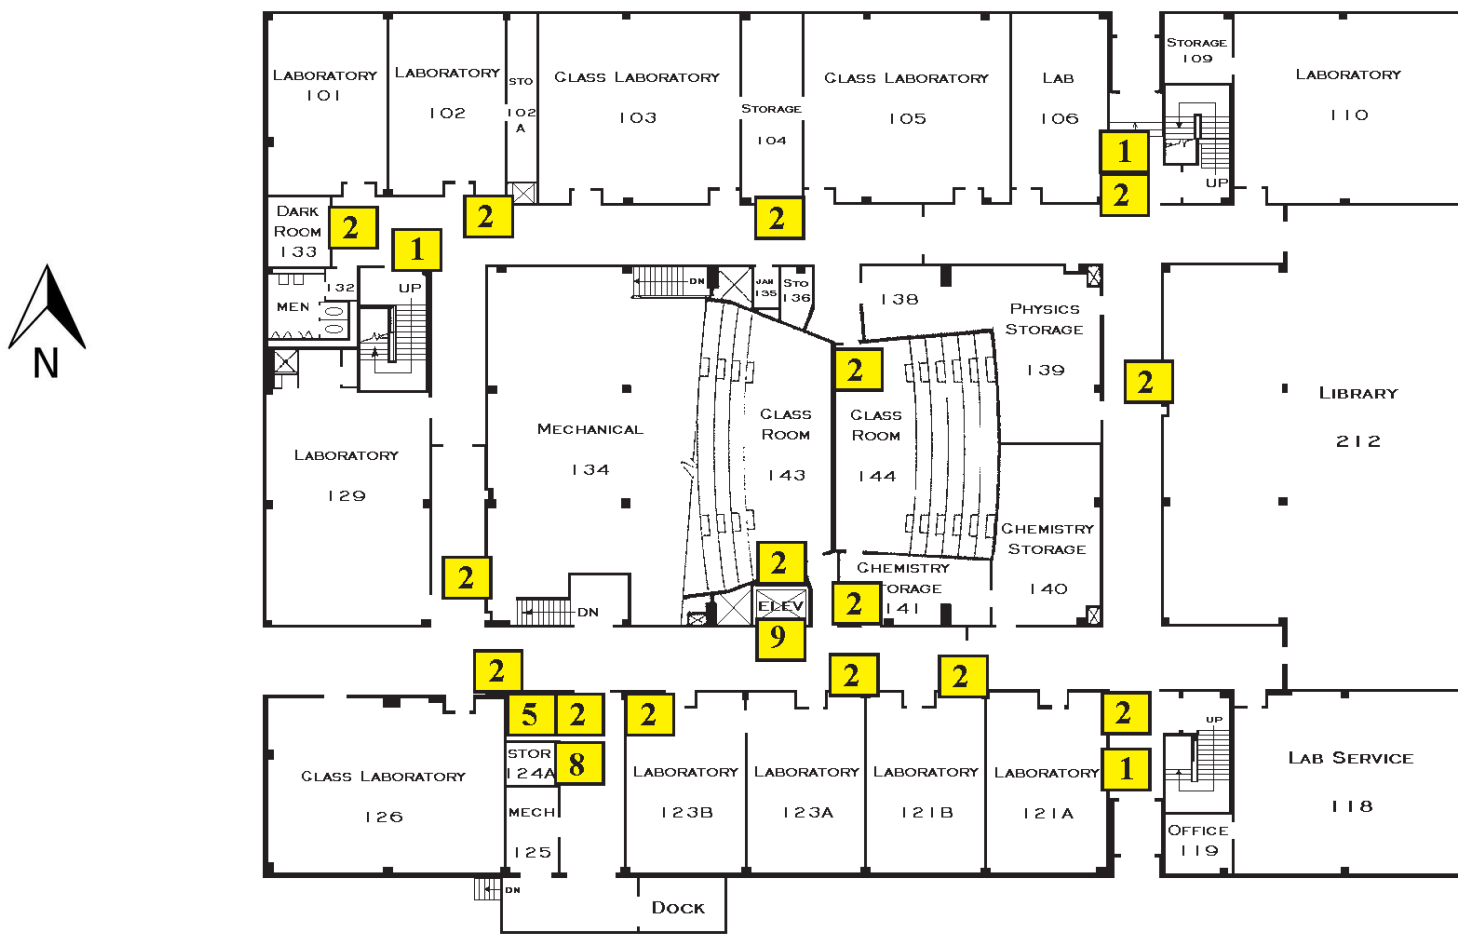 STORAGE
109
LABORATORY
101
LABORATORY
102
STO
102
A
CLASS LABORATORY
103
STORAGE
104
CLASS LABORATORY
105
LAB
106
LABORATORY
110
1
2
UP
DARK
ROOM
133
2
2
2
1
UP
132
MEN
DN
JAN
135
STO
136
138
PHYSICS
STORAGE
139
N
2
2
LIBRARY
212
MECHANICAL
134
CLASS
ROOM
143
CLASS
ROOM
144
LABORATORY
129
CHEMISTRY
STORAGE
140
2
2
CHEMISTRY
STORAGE
141
2
ELEV
9
DN
2
2
2
5
2
2
2
UP
STOR
124A
8
1
CLASS LABORATORY
126
LABORATORY
123B
LABORATORY
123A
LABORATORY
121B
LABORATORY
121A
LAB SERVICE
118
MECH
125
OFFICE
119
DN
DOCK